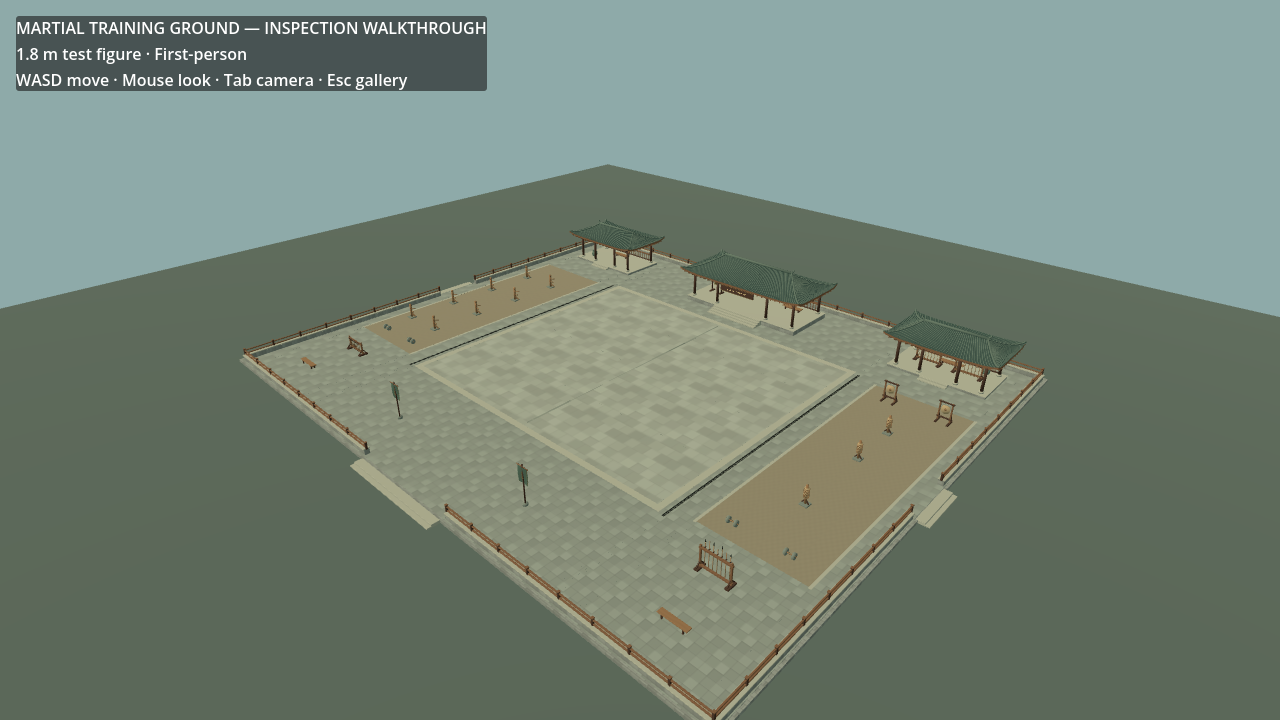 MARTIAL TRAINING GROUND — INSPECTION WALKTHROUGH
1.8 m test figure · First-person
WASD move · Mouse look · Tab camera · Esc gallery